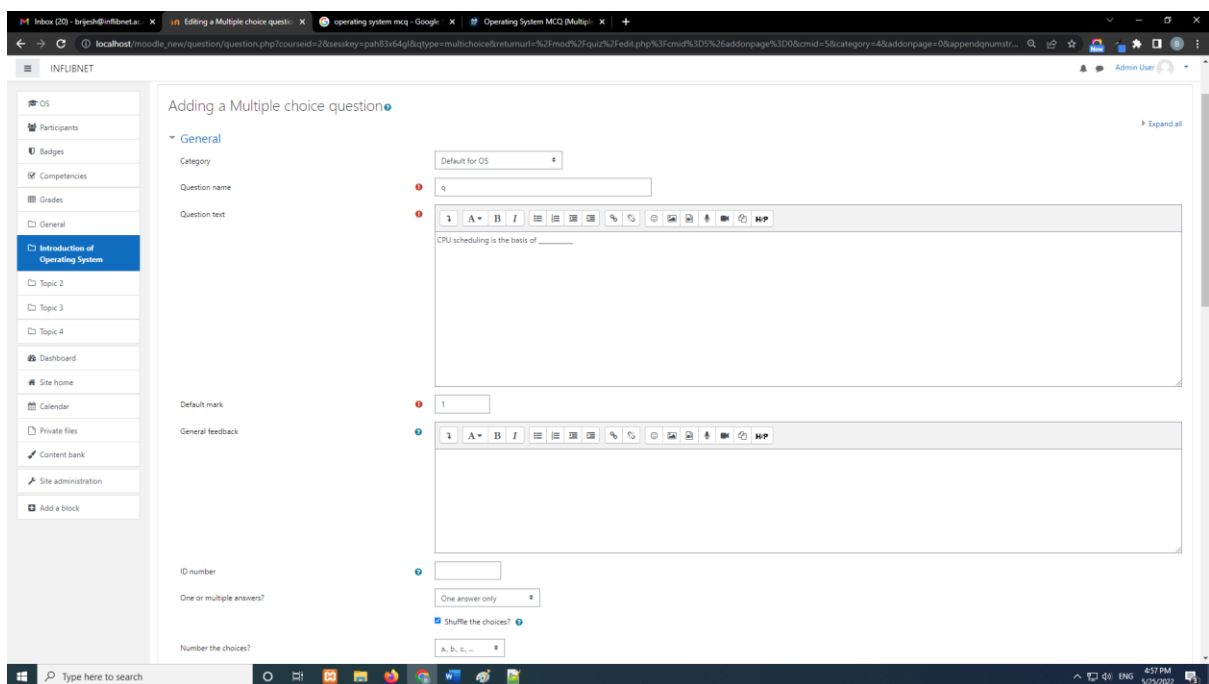 Inbox (20) - brijesh@inflibnet.ac. Editing a Multiple choice questio operating system mcq - Google Operating System MCQ (Multiple
localhost/moodle_new/question/question.php?courseid=2&sesskey=pah83x64gl&qtype=multichoice&returnurl=%2Fmod%2Fquiz%2Fedit.php%3Fcmid%3D5%26addonpage%3D0&cmid=5&category=4&addonpage=0&appendqnumstr...
INFLIBNET Admin User
OS
Participants
Badges
Competencies
Grades
General
Introduction of
Operating System
Topic 2
Topic 3
Topic 4
Dashboard
Site home
Calendar
Private files
Content bank
Site administration
Add a block
Adding a Multiple choice question
Expand all
General
Category Default for OS
Question name q
Question text
A B I H-P
CPU scheduling is the basis of ________
Default mark 1
General feedback
A B I H-P
ID number
One or multiple answers? One answer only
Shuffle the choices?
Number the choices? a., b., c., ..
Type here to search
ENG 4:57 PM
5/25/2022